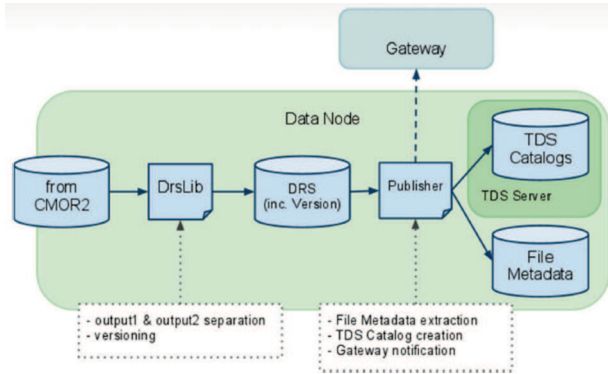 Gateway
Data Node
from
CMOR2
DrsLib
DRS
(inc. Version)
Publisher
TDS
Catalogs
TDS Server
File
Metadata
- output1 & output2 separation
- versioning
- File Metadata extraction
- TDS Catalog creation
- Gateway notification